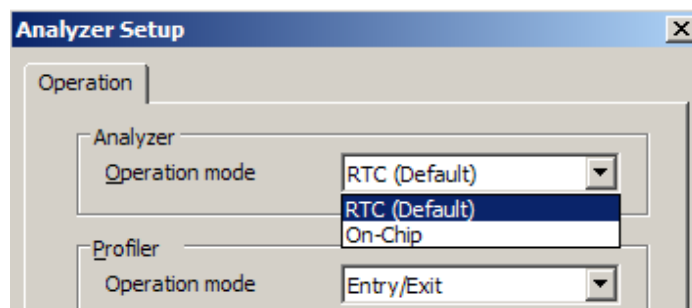 Analyzer Setup
Operation
Analyzer
Operation mode RTC (Default)
RTC (Default)
On-Chip
Profiler
Operation mode Entry/Exit